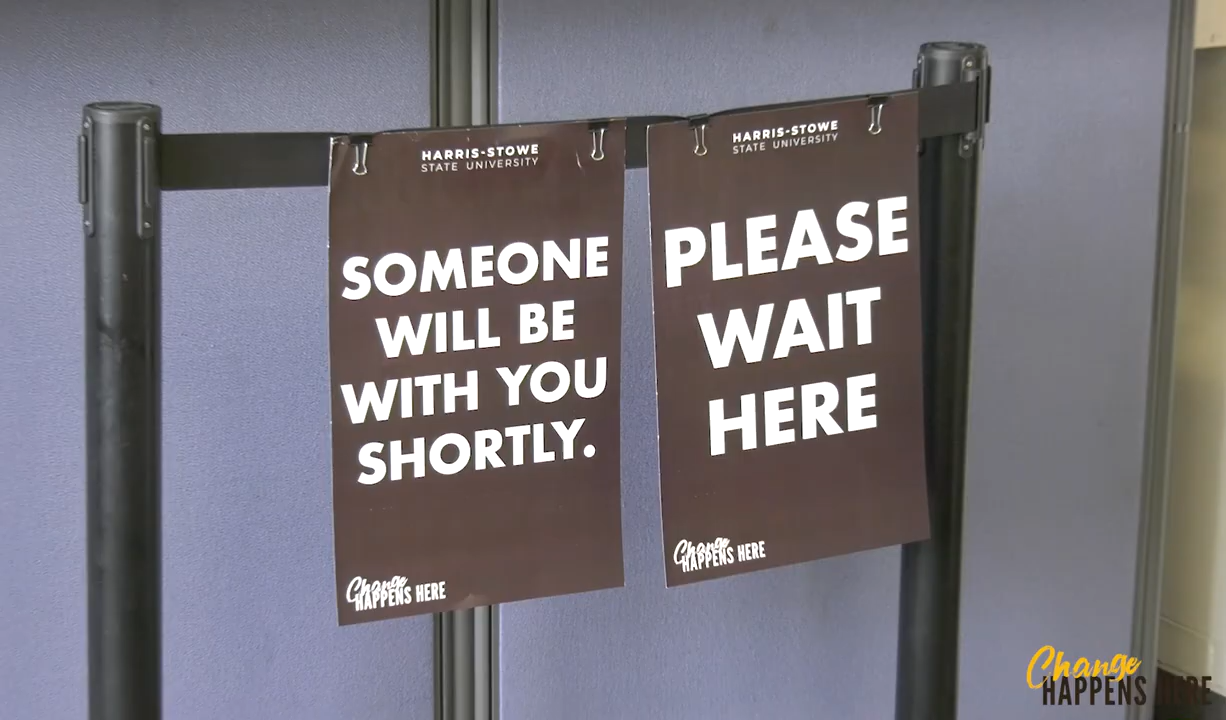 HARRIS-STOWE
STATE UNIVERSITY
SOMEONE
WILL BE
WITH YOU
SHORTLY.
Change
HAPPENS HERE
HARRIS-STOWE
STATE UNIVERSITY
PLEASE
WAIT
HERE
Change
HAPPENS HERE
Change
HAPPENS HERE